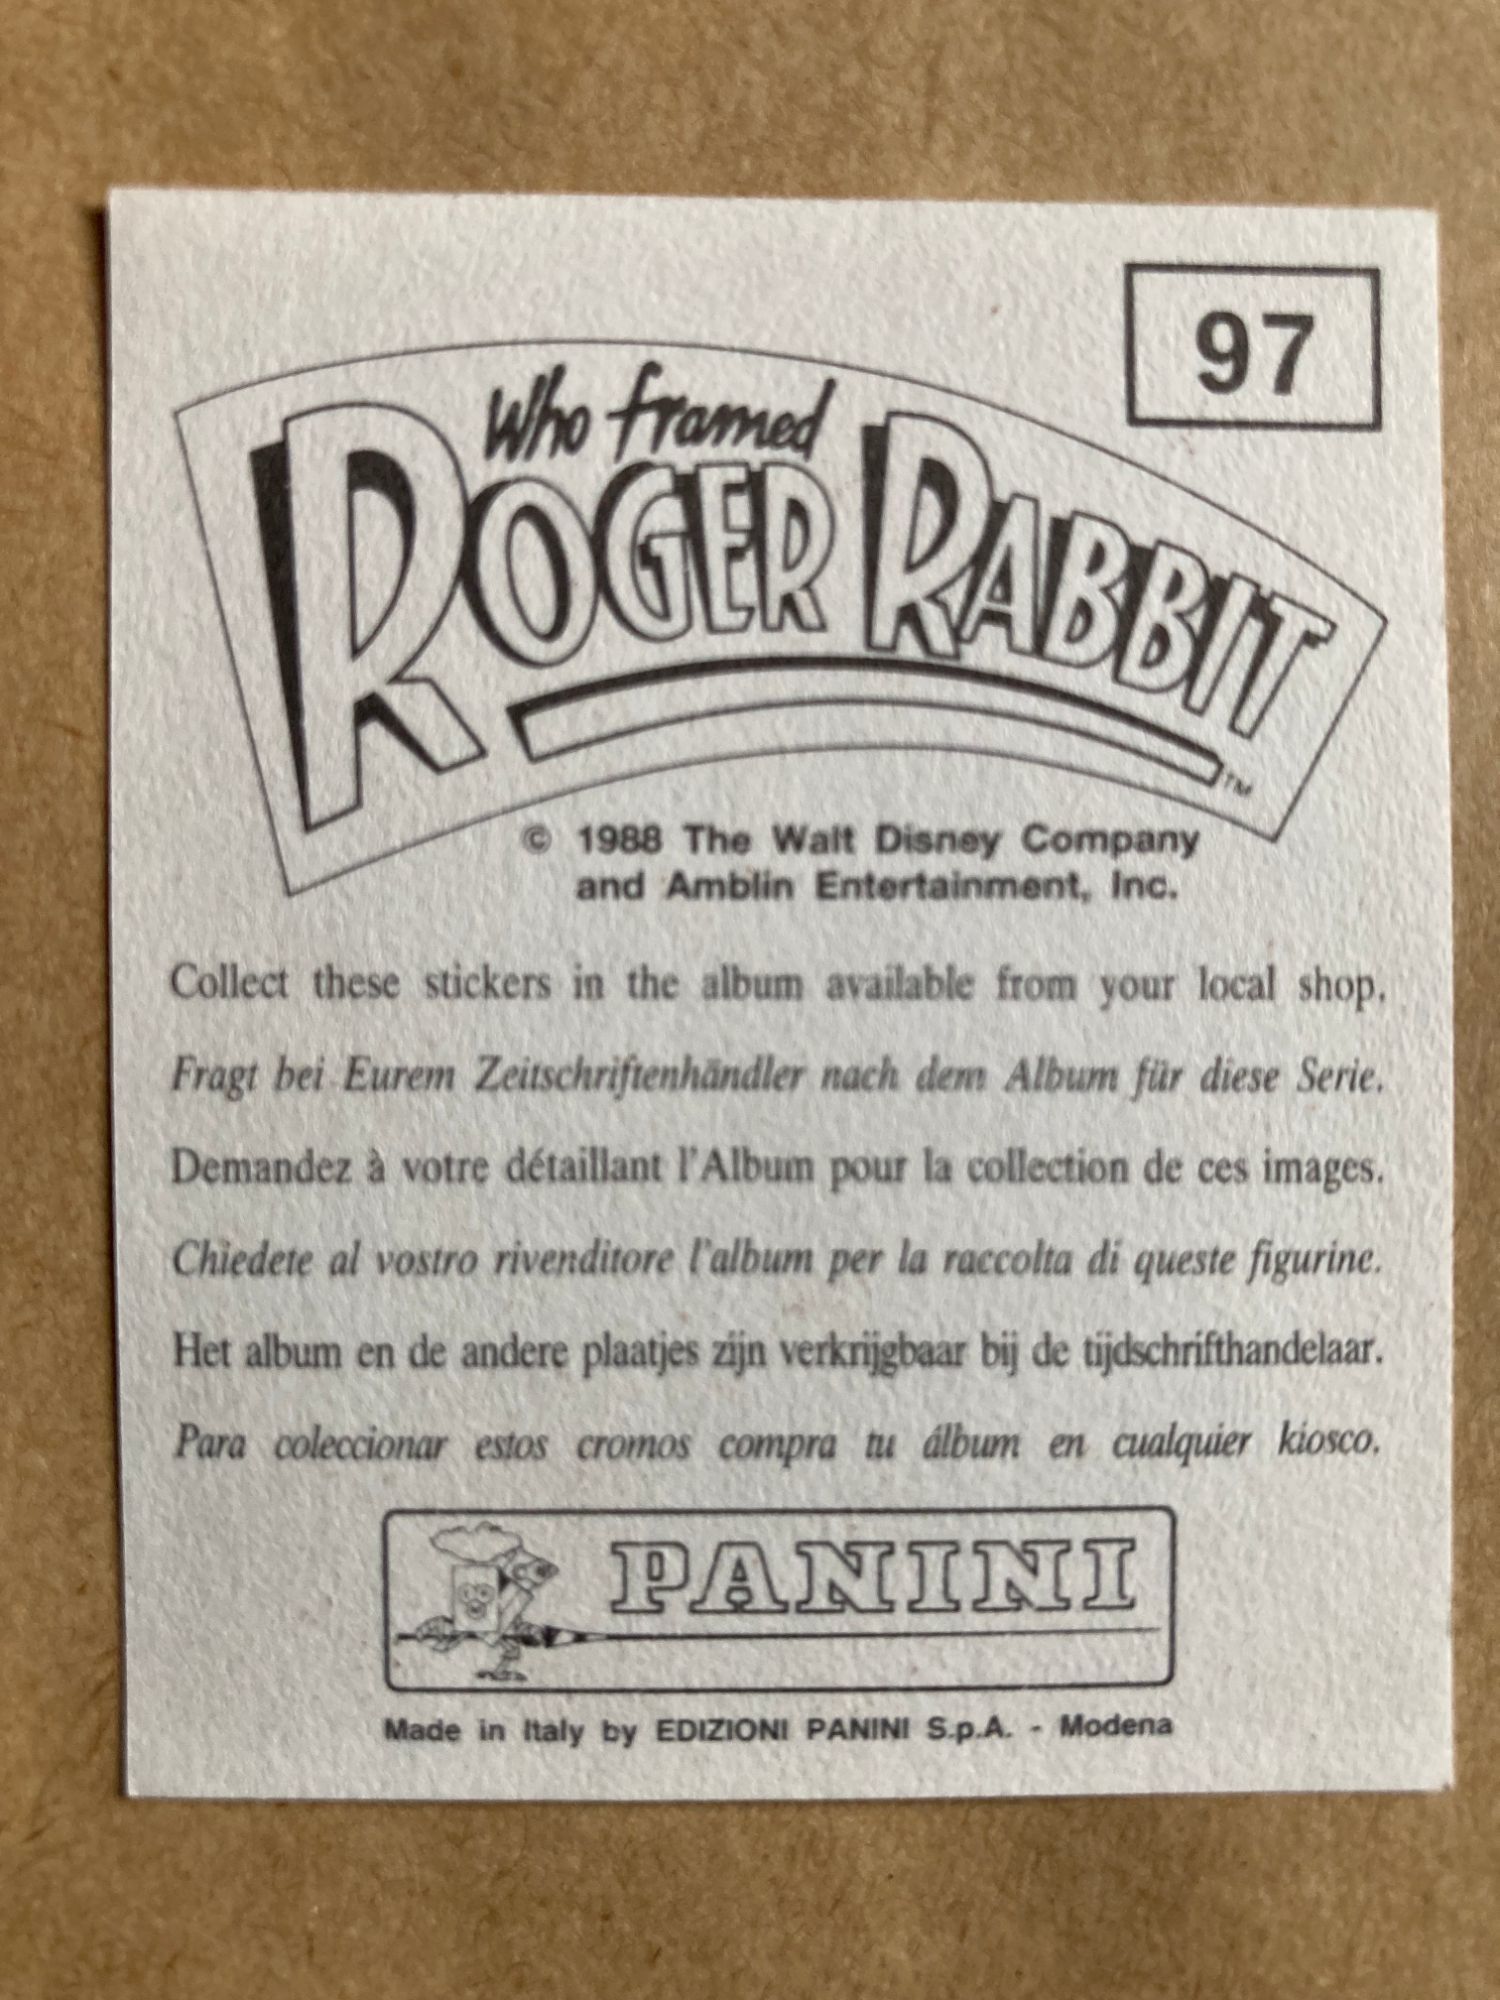 97
Who framed
ROGER RABBIT
TM
© 1988 The Walt Disney Company
and Amblin Entertainment, Inc.
Collect these stickers in the album available from your local shop.
Fragt bei Eurem Zeitschriftenhändler nach dem Album für diese Serie.
Demandez à votre détaillant l'Album pour la collection de ces images.
Chiedete al vostro rivenditore l'album per la raccolta di queste figurine.
Het album en de andere plaatjes zijn verkrijgbaar bij de tijdschrifthandelaar.
Para coleccionar estos cromos compra tu álbum en cualquier kiosco.
PANINI
Made in Italy by EDIZIONI PANINI S.p.A. - Modena